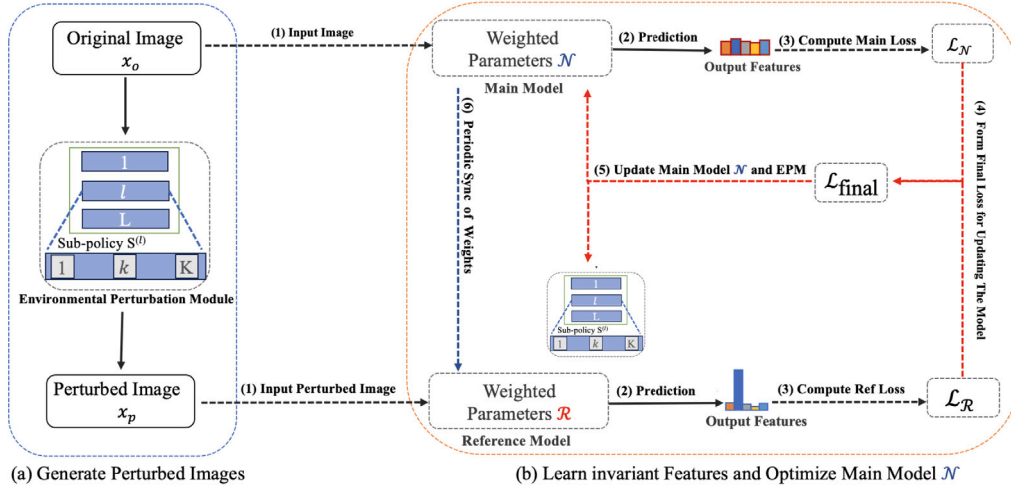 Original Image
x_o
1
l
L
Sub-policy S^(l)
1 k K
Environmental Perturbation Module
Perturbed Image
x_p
(a) Generate Perturbed Images
(1) Input Image
Weighted
Parameters 𝒩
Main Model
(2) Prediction
Output Features
(3) Compute Main Loss
ℒ_𝒩
(4) Form Final Loss for Updating The Model
ℒ_final
(5) Update Main Model 𝒩 and EPM
(6) Periodic Sync of
Weights
1
l
L
Sub-policy S^(l)
1 k K
(1) Input Perturbed Image
Weighted
Parameters ℛ
Reference Model
(2) Prediction
Output Features
(3) Compute Ref Loss
ℒ_ℛ
(b) Learn invariant Features and Optimize Main Model 𝒩